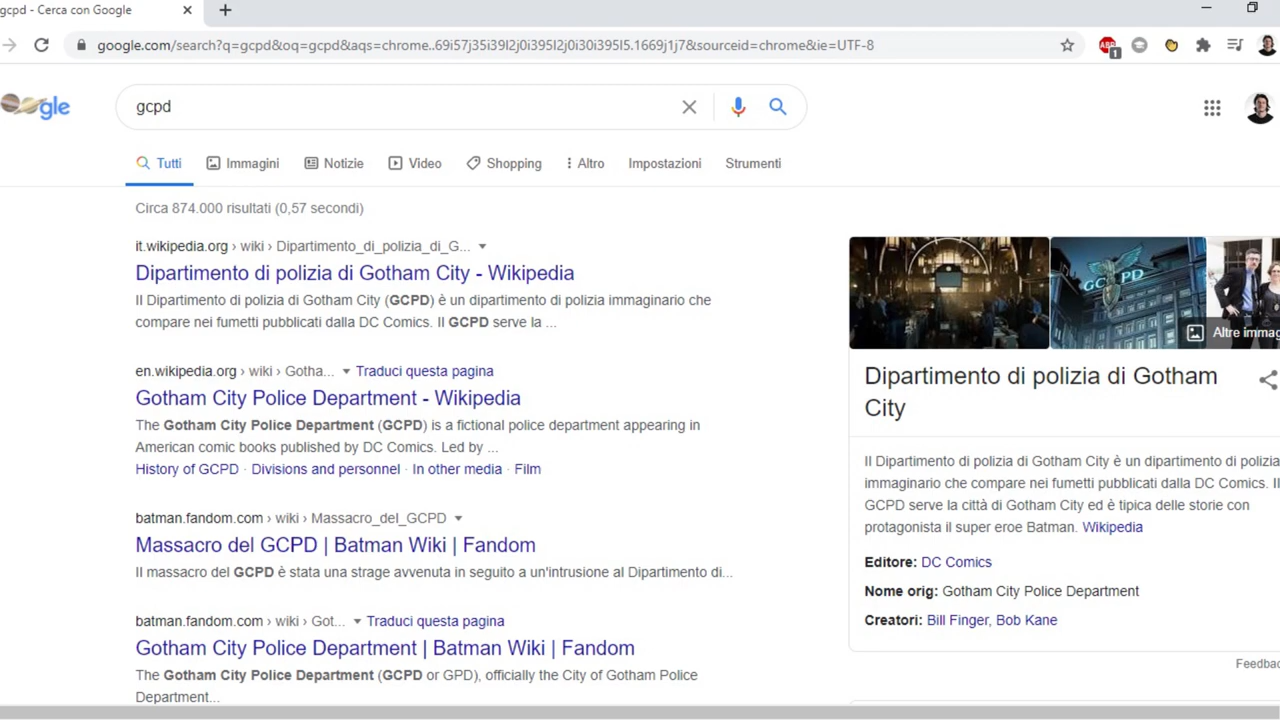 gcpd - Cerca con Google
google.com/search?q=gcpd&oq=gcpd&aqs=chrome..69i57j35i39l2j0i395l2j0i30i395l5.1669j1j7&sourceid=chrome&ie=UTF-8
ABP
1
gle
gcpd
Tutti
Immagini
Notizie
Video
Shopping
Altro
Impostazioni
Strumenti
Circa 874.000 risultati (0,57 secondi)
it.wikipedia.org › wiki › Dipartimento_di_polizia_di_G...
Dipartimento di polizia di Gotham City - Wikipedia
Il Dipartimento di polizia di Gotham City (GCPD) è un dipartimento di polizia immaginario che
compare nei fumetti pubblicati dalla DC Comics. Il GCPD serve la ...
en.wikipedia.org › wiki › Gotha... Traduci questa pagina
Gotham City Police Department - Wikipedia
The Gotham City Police Department (GCPD) is a fictional police department appearing in
American comic books published by DC Comics. Led by ...
History of GCPD · Divisions and personnel · In other media · Film
batman.fandom.com › wiki › Massacro_del_GCPD
Massacro del GCPD | Batman Wiki | Fandom
Il massacro del GCPD è stata una strage avvenuta in seguito a un'intrusione al Dipartimento di...
batman.fandom.com › wiki › Got... Traduci questa pagina
Gotham City Police Department | Batman Wiki | Fandom
The Gotham City Police Department (GCPD or GPD), officially the City of Gotham Police
Department...
GCPD
Altre immag
Dipartimento di polizia di Gotham
City
Il Dipartimento di polizia di Gotham City è un dipartimento di polizia
immaginario che compare nei fumetti pubblicati dalla DC Comics. Il
GCPD serve la città di Gotham City ed è tipica delle storie con
protagonista il super eroe Batman. Wikipedia
Editore: DC Comics
Nome orig: Gotham City Police Department
Creatori: Bill Finger, Bob Kane
Feedbac